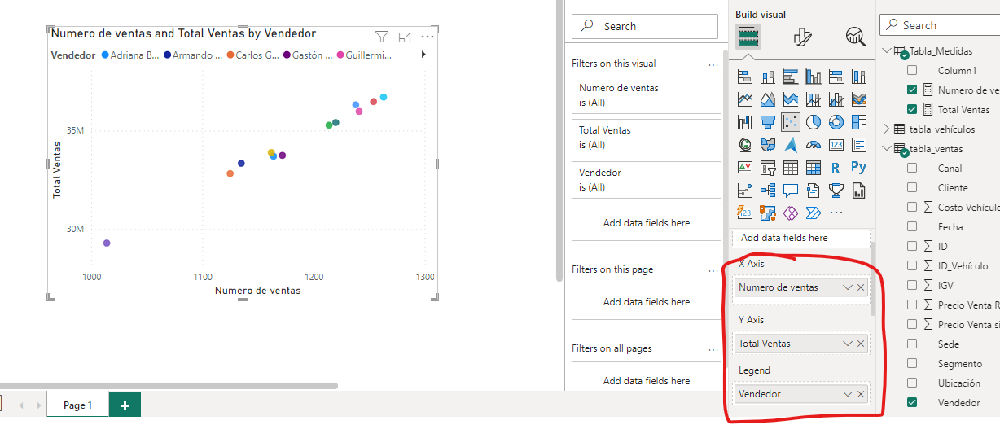 Numero de ventas and Total Ventas by Vendedor
Vendedor Adriana B... Armando ... Carlos G... Gastón ... Guillermi...
35M
30M
Total Ventas
1000 1100 1200 1300
Numero de ventas
Page 1
Search
Filters on this visual ...
Numero de ventas
is (All)
Total Ventas
is (All)
Vendedor
is (All)
Add data fields here
Filters on this page ...
Add data fields here
Filters on all pages ...
Add data fields here
Build visual
123
R Py
123
...
Add data fields here
X Axis
Numero de ventas
Y Axis
Total Ventas
Legend
Vendedor
Search
Tabla_Medidas
Column1
Numero de ve
Total Ventas
tabla_vehículos
tabla_ventas
Canal
Cliente
Costo Vehícul
Fecha
ID
ID_Vehículo
IGV
Precio Venta R
Precio Venta si
Sede
Segmento
Ubicación
Vendedor